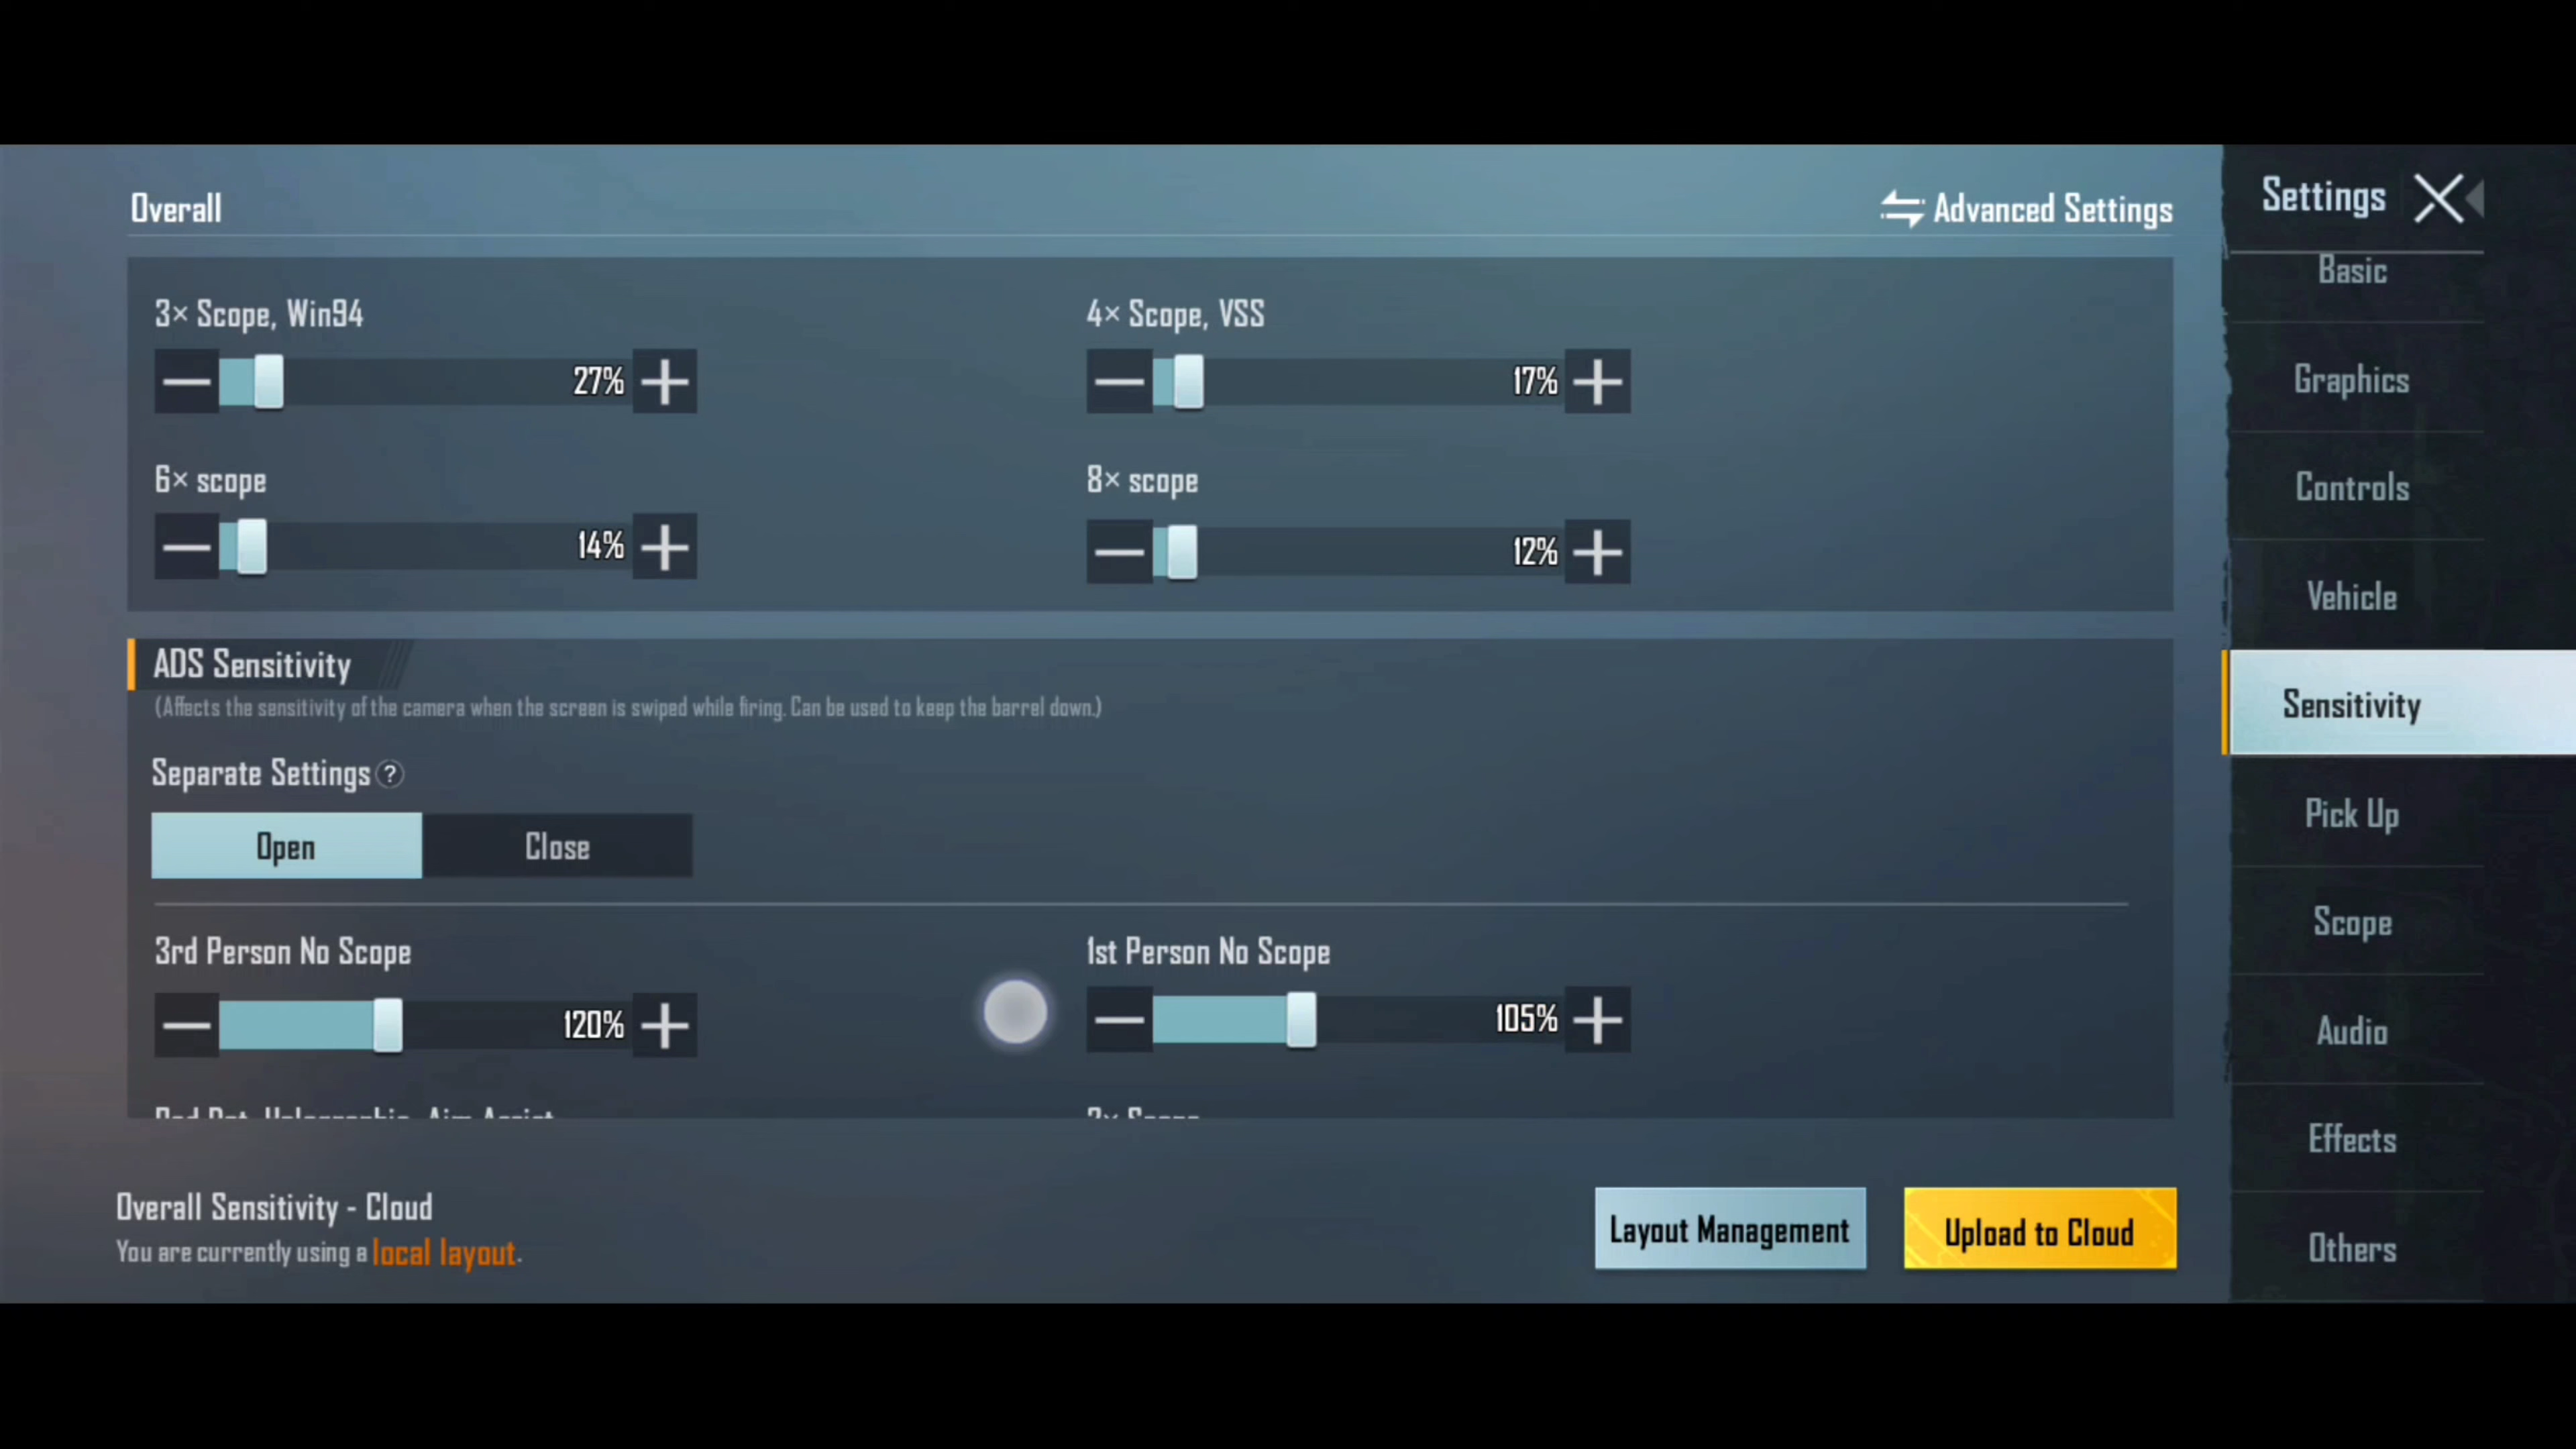 Overall
Advanced Settings
3× Scope, Win94
4× Scope, VSS
27%
17%
6× scope
8× scope
14%
12%
ADS Sensitivity
(Affects the sensitivity of the camera when the screen is swiped while firing. Can be used to keep the barrel down.)
Separate Settings ?
Open
Close
3rd Person No Scope
1st Person No Scope
120%
105%
Overall Sensitivity - Cloud
You are currently using a local layout.
Layout Management
Upload to Cloud
Settings
Basic
Graphics
Controls
Vehicle
Sensitivity
Pick Up
Scope
Audio
Effects
Others